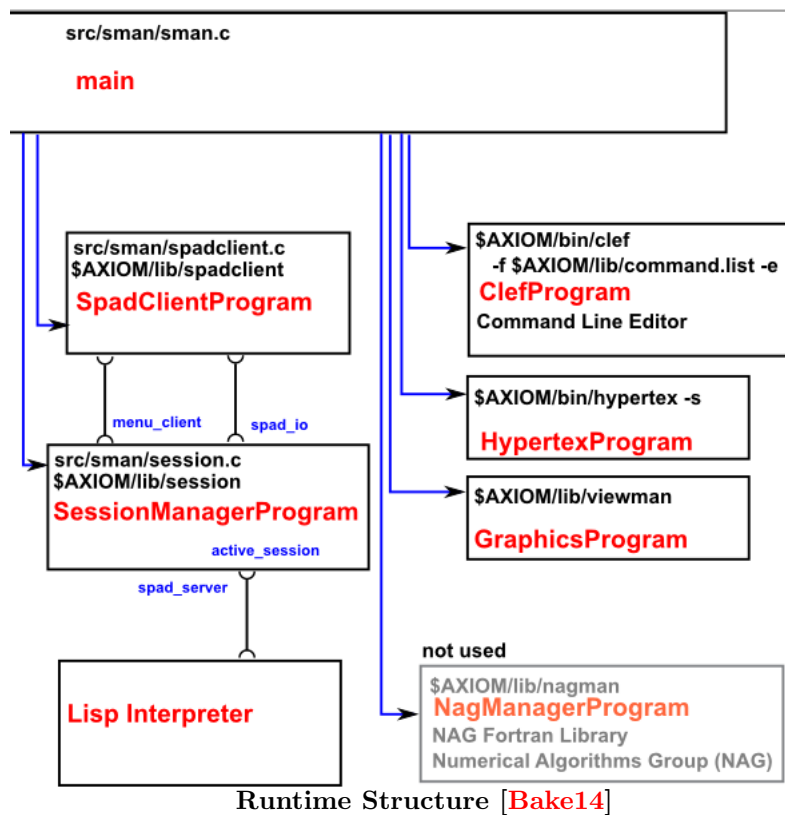 src/sman/sman.c
main
src/sman/spadclient.c
$AXIOM/lib/spadclient
SpadClientProgram
menu_client
spad_io
src/sman/session.c
$AXIOM/lib/session
SessionManagerProgram
active_session
spad_server
Lisp Interpreter
$AXIOM/bin/clef
-f $AXIOM/lib/command.list -e
ClefProgram
Command Line Editor
$AXIOM/bin/hypertex -s
HypertexProgram
$AXIOM/lib/viewman
GraphicsProgram
not used
$AXIOM/lib/nagman
NagManagerProgram
NAG Fortran Library
Numerical Algorithms Group (NAG)
Runtime Structure [Bake14]